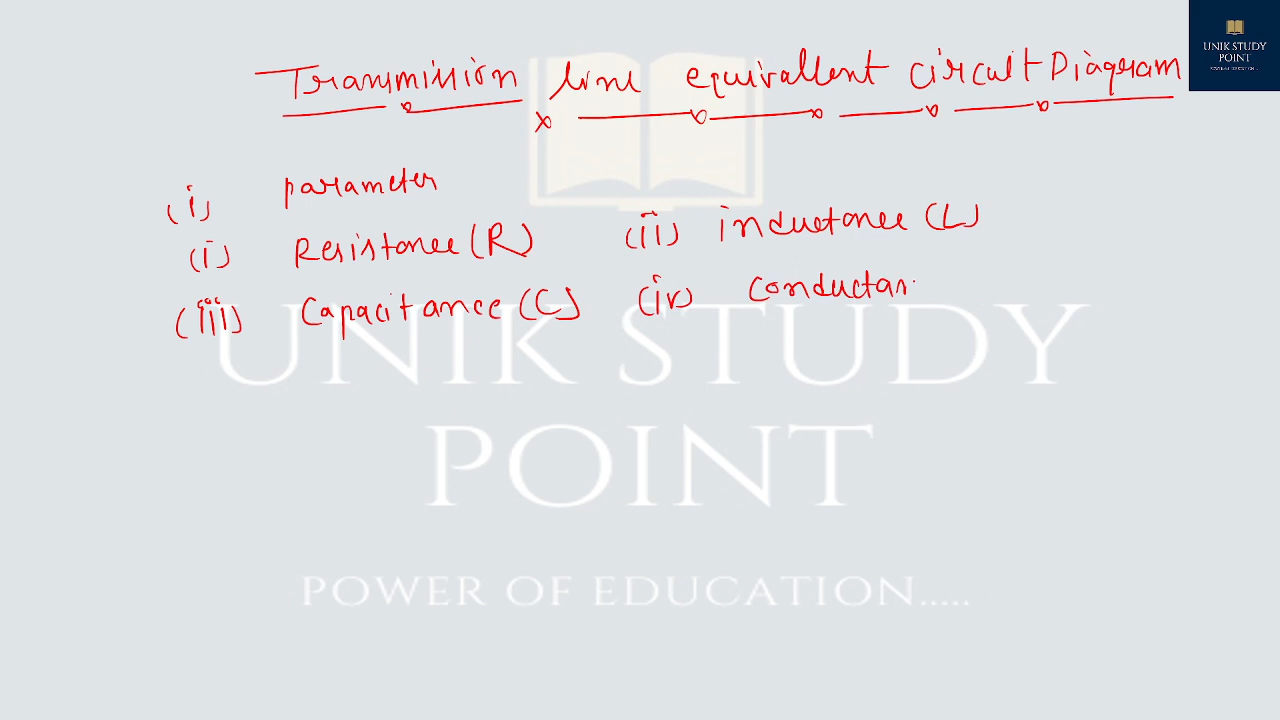 UNIK STUDY
POINT
Transmission line equivallent circuit Diagram
(i) parameter
(i) Resistance (R) (ii) inductance (L)
(iii) Capacitance (C) (iv) conductan
UNIK STUDY
POINT
POWER OF EDUCATION.....